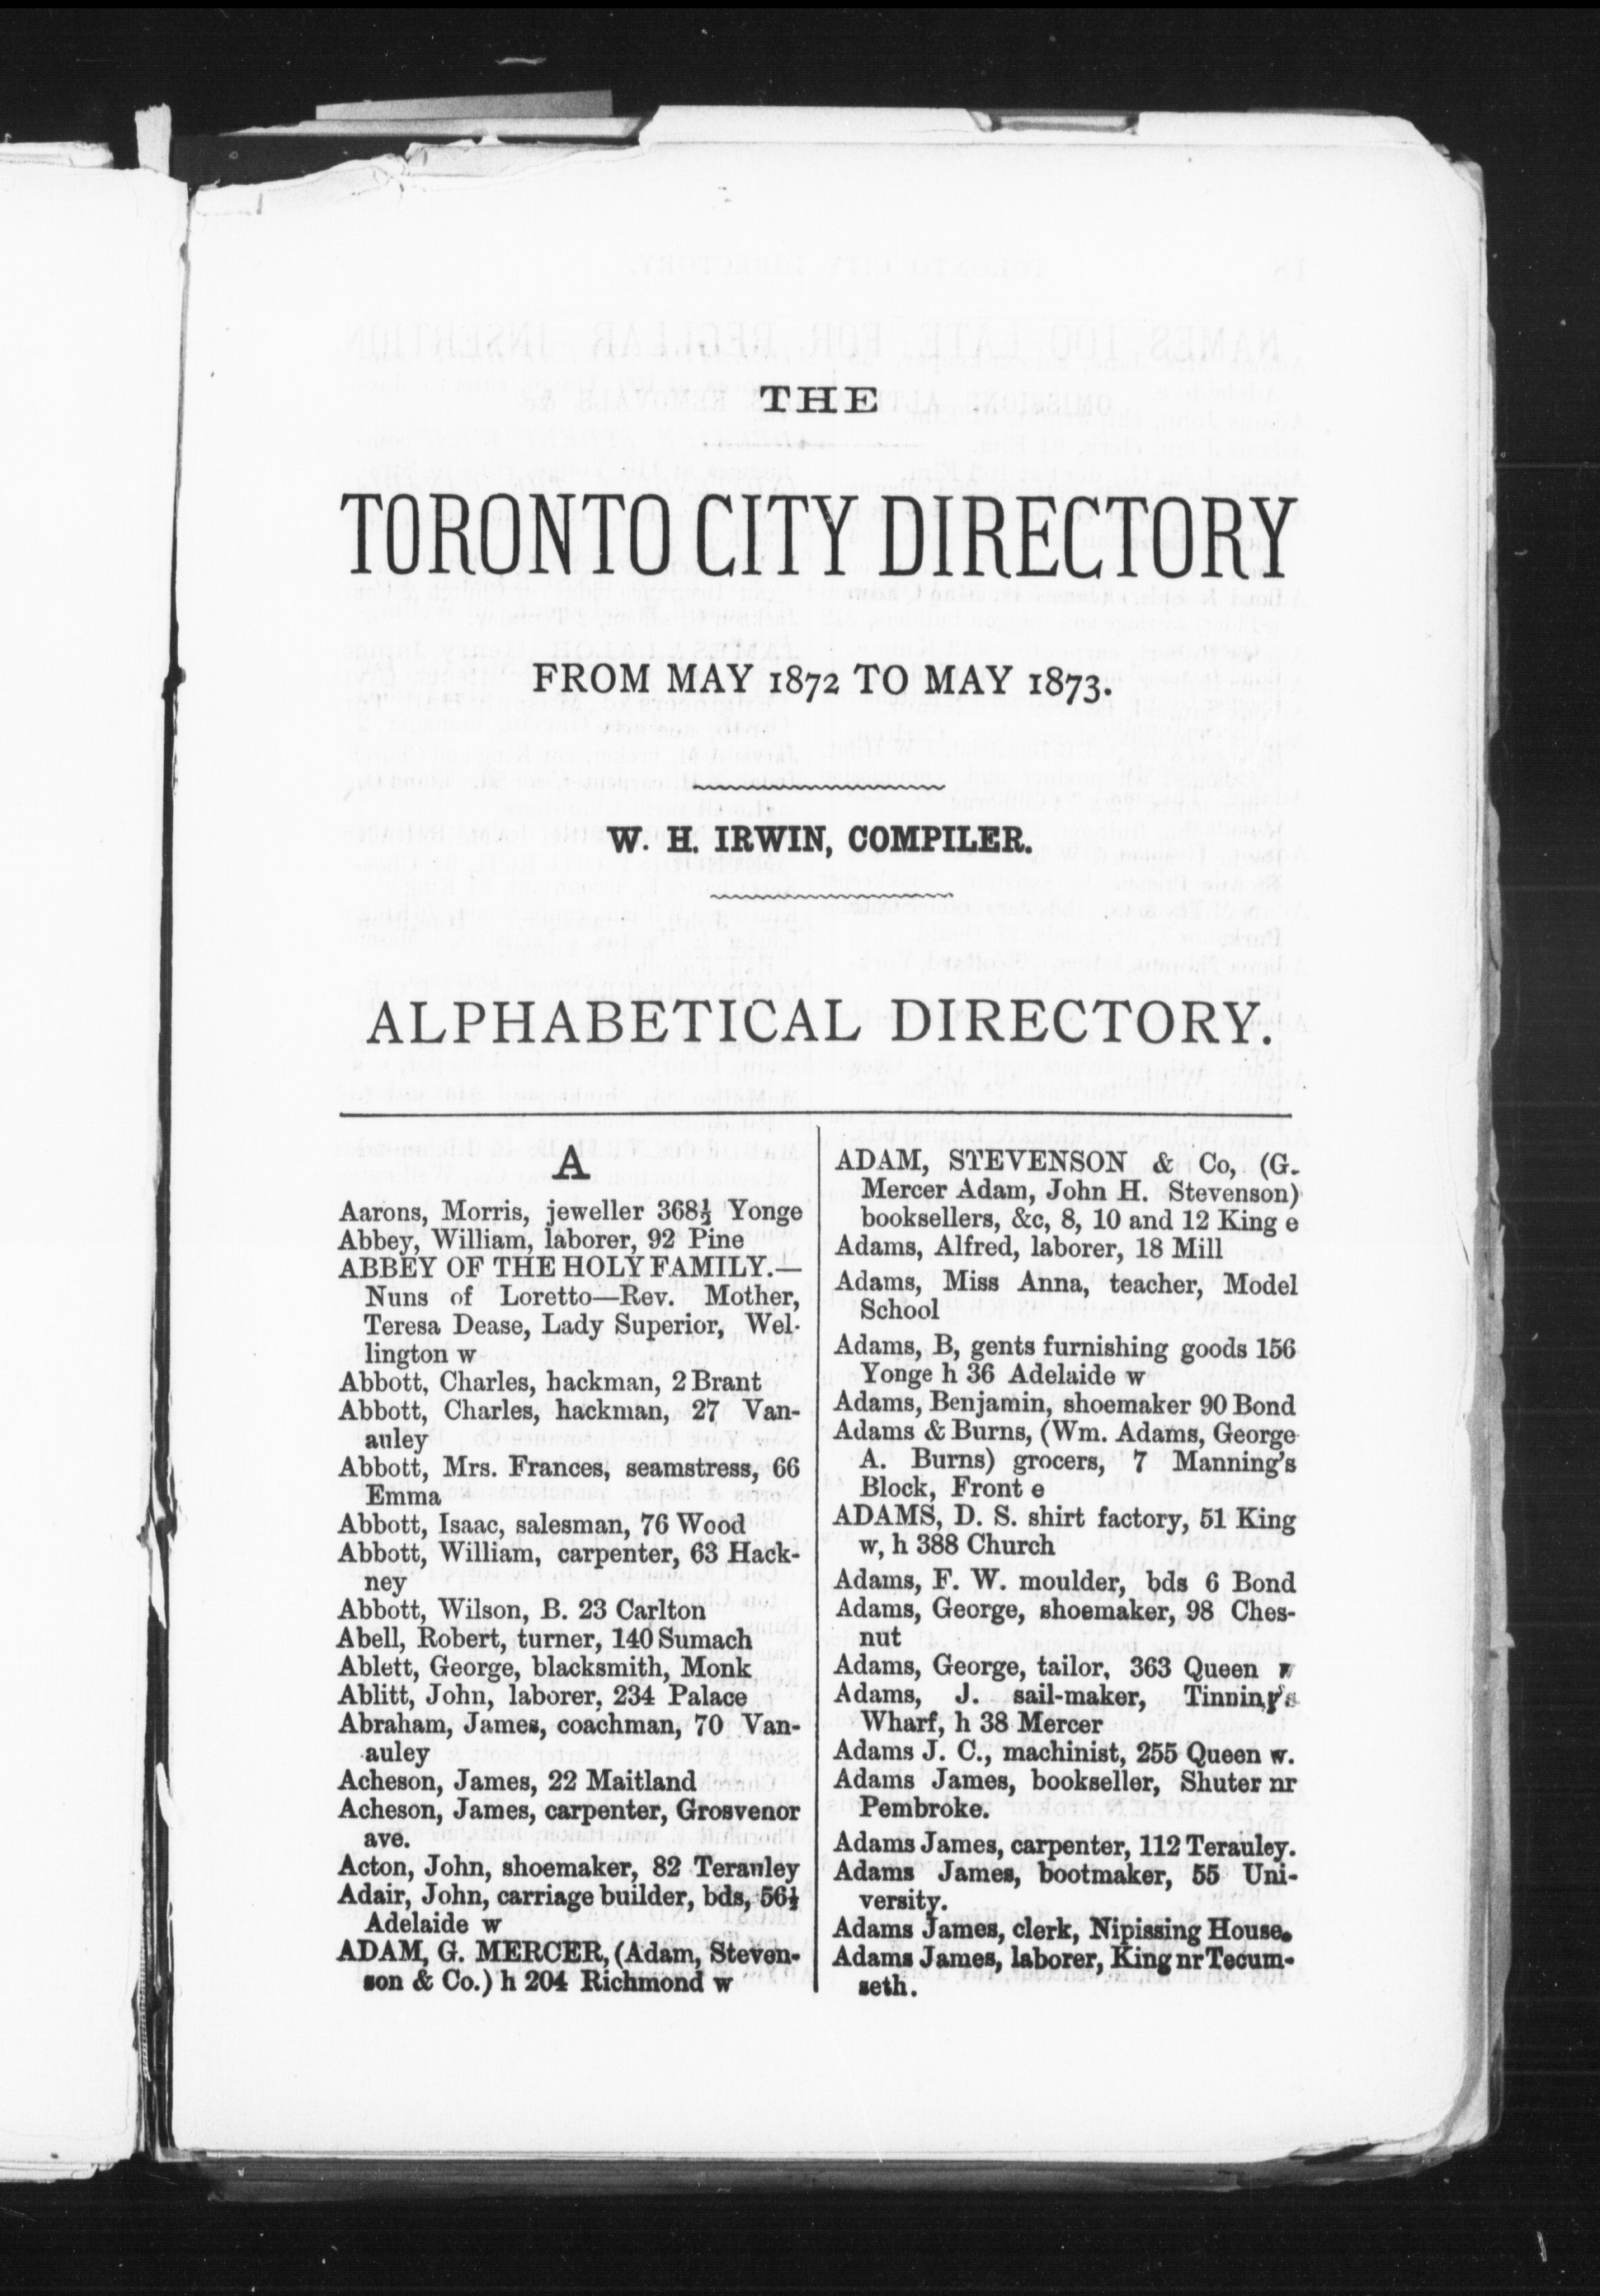 THE
TORONTO CITY DIRECTORY
FROM MAY 1872 TO MAY 1873.
W. H. IRWIN, COMPILER.
ALPHABETICAL DIRECTORY.
A
Aarons, Morris, jeweller 368½ Yonge
Abbey, William, laborer, 92 Pine
ABBEY OF THE HOLY FAMILY.—
Nuns of Loretto—Rev. Mother,
Teresa Dease, Lady Superior, Wel-
lington w
Abbott, Charles, hackman, 2 Brant
Abbott, Charles, hackman, 27 Van-
auley
Abbott, Mrs. Frances, seamstress, 66
Emma
Abbott, Isaac, salesman, 76 Wood
Abbott, William, carpenter, 63 Hack-
ney
Abbott, Wilson, B. 23 Carlton
Abell, Robert, turner, 140 Sumach
Ablett, George, blacksmith, Monk
Ablitt, John, laborer, 234 Palace
Abraham, James, coachman, 70 Van-
auley
Acheson, James, 22 Maitland
Acheson, James, carpenter, Grosvenor
ave.
Acton, John, shoemaker, 82 Terauley
Adair, John, carriage builder, bds, 56½
Adelaide w
ADAM, G. MERCER, (Adam, Steven-
son & Co.) h 204 Richmond w
ADAM, STEVENSON & Co, (G.
Mercer Adam, John H. Stevenson)
booksellers, &c, 8, 10 and 12 King e
Adams, Alfred, laborer, 18 Mill
Adams, Miss Anna, teacher, Model
School
Adams, B, gents furnishing goods 156
Yonge h 36 Adelaide w
Adams, Benjamin, shoemaker 90 Bond
Adams & Burns, (Wm. Adams, George
A. Burns) grocers, 7 Manning's
Block, Front e
ADAMS, D. S. shirt factory, 51 King
w, h 388 Church
Adams, F. W. moulder, bds 6 Bond
Adams, George, shoemaker, 98 Ches-
nut
Adams, George, tailor, 363 Queen w
Adams, J. sail-maker, Tinning's
Wharf, h 38 Mercer
Adams J. C., machinist, 255 Queen w.
Adams James, bookseller, Shuter nr
Pembroke.
Adams James, carpenter, 112 Terauley.
Adams James, bootmaker, 55 Uni-
versity.
Adams James, clerk, Nipissing House.
Adams James, laborer, King nr Tecum-
seth.